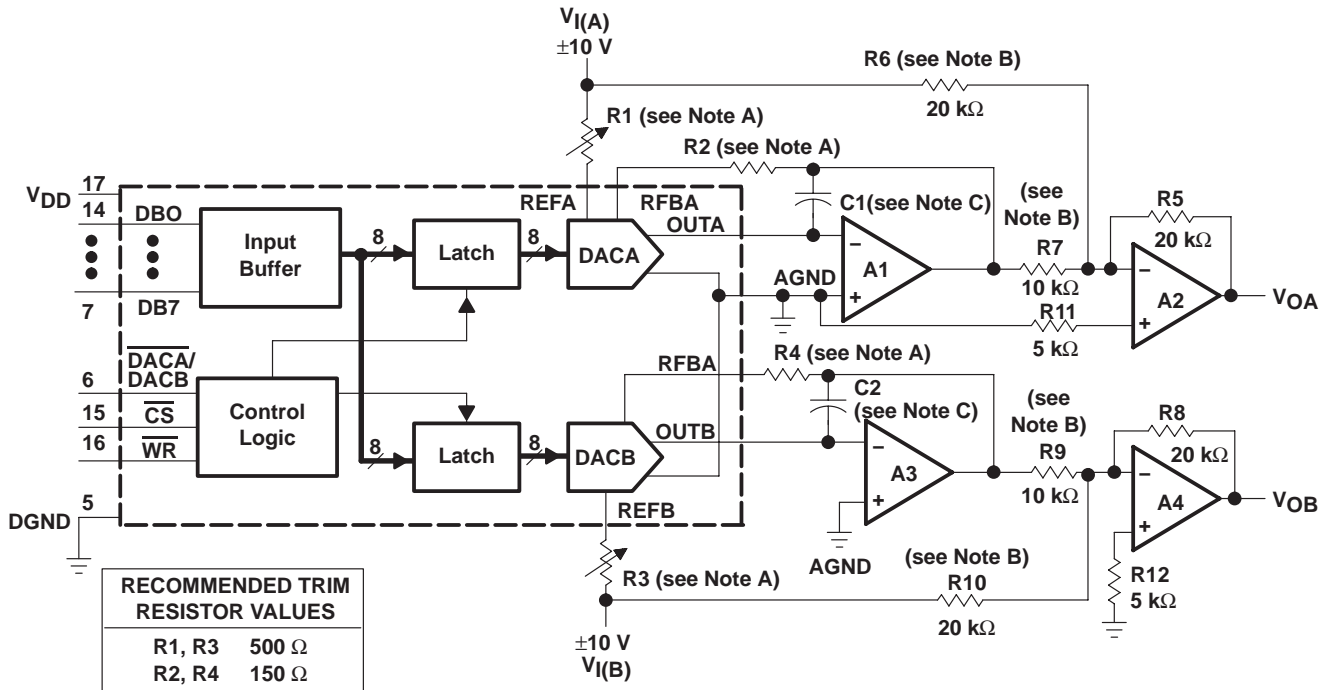 VI(A)
±10 V
R6 (see Note B)
20 kΩ
R1 (see Note A)
R2 (see Note A)
VDD
17
14
DBO
7
DB7
Input
Buffer
8
Latch
8
REFA
RFBA
DACA
OUTA
C1(see Note C)
−
A1
+
AGND
(see
Note B)
R7
10 kΩ
R11
5 kΩ
R5
20 kΩ
−
A2
+
VOA
6
DACA/
DACB
15
CS
16
WR
Control
Logic
8
Latch
8
RFBA
DACB
OUTB
REFB
R4 (see Note A)
C2
(see Note C)
−
A3
+
AGND
(see
Note B)
R9
10 kΩ
R8
20 kΩ
−
A4
+
VOB
DGND
5
R3 (see Note A)
(see Note B)
R10
20 kΩ
R12
5 kΩ
±10 V
VI(B)
RECOMMENDED TRIM
RESISTOR VALUES
R1, R3 500 Ω
R2, R4 150 Ω